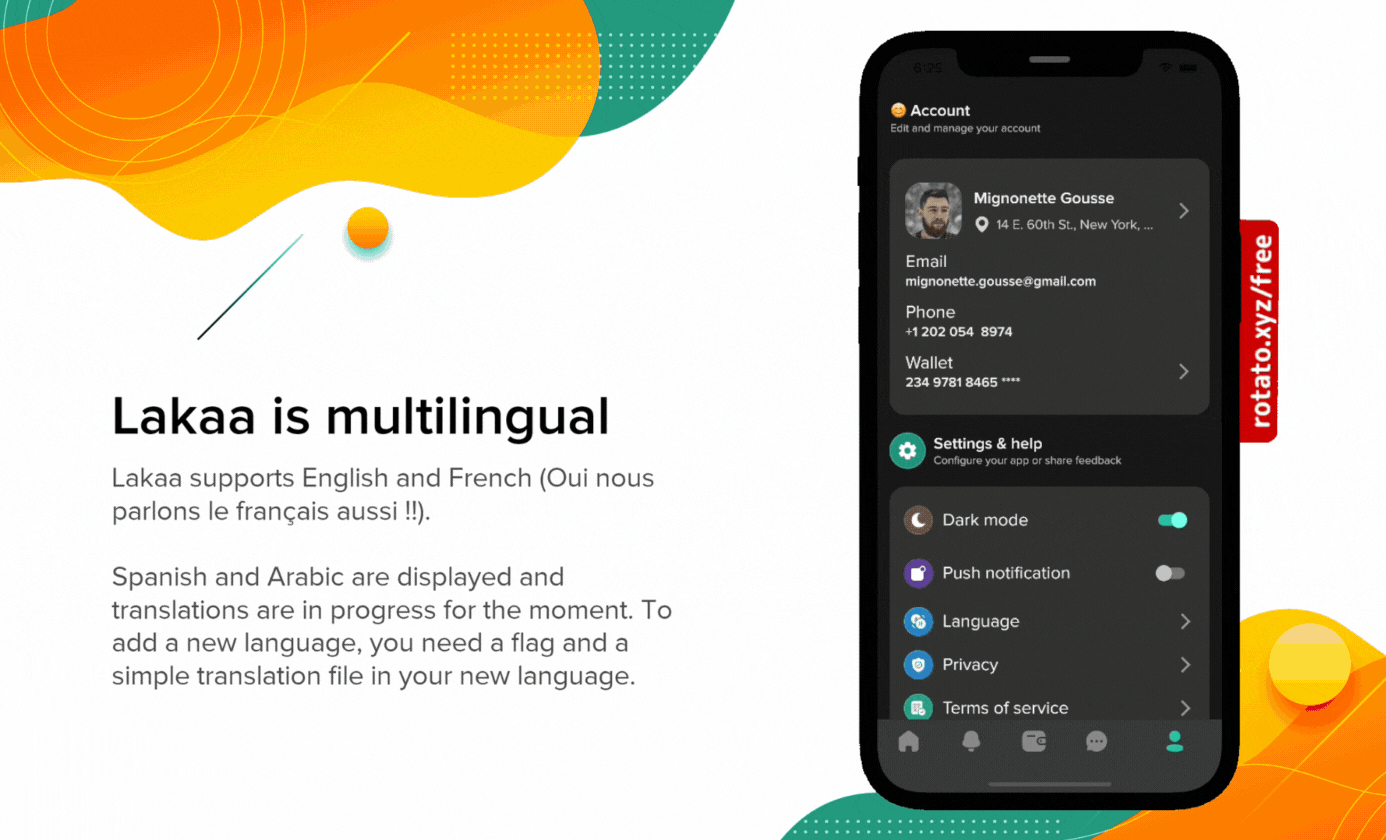 Lakaa is multilingual
Lakaa supports English and French (Oui nous
parlons le français aussi !!).
Spanish and Arabic are displayed and
translations are in progress for the moment. To
add a new language, you need a flag and a
simple translation file in your new language.
6:25
😊 Account
Edit and manage your account
Mignonette Gousse
14 E. 60th St., New York, ...
Email
mignonette.gousse@gmail.com
Phone
+1 202 054 8974
Wallet
234 9781 8465 ****
Settings & help
Configure your app or share feedback
Dark mode
Push notification
Language
Privacy
Terms of service
rotato.xyz/free